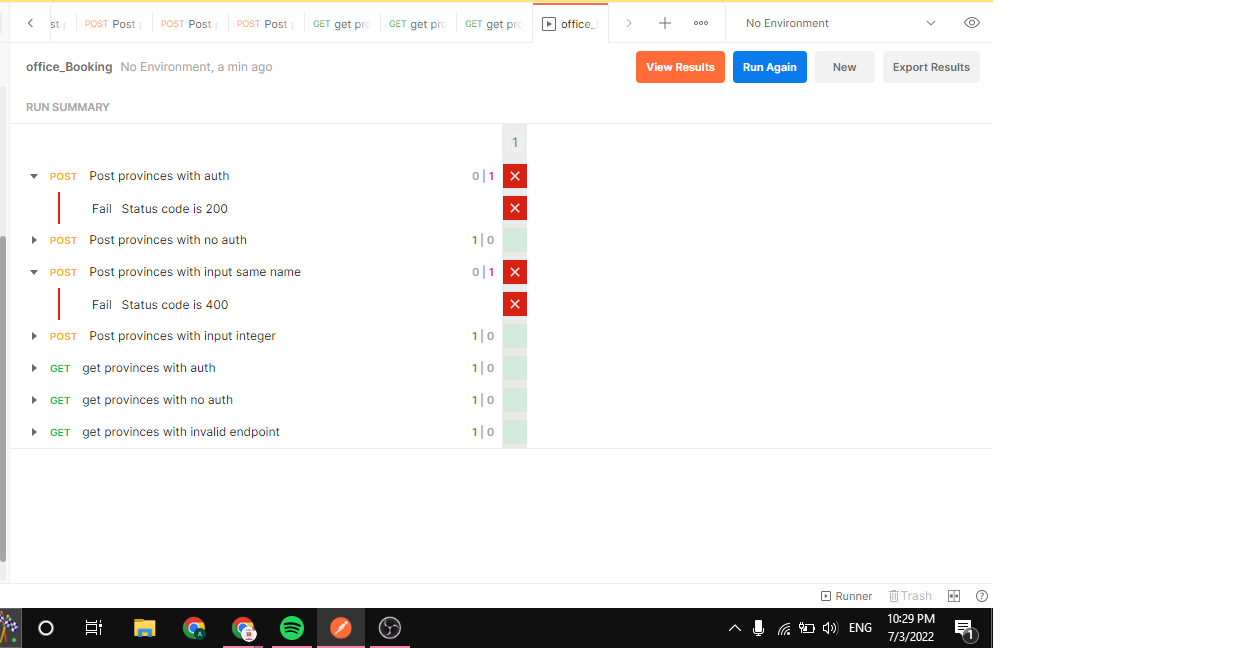 st POST Post POST Post POST Post GET get pro GET get pro GET get pro office_ No Environment
office_Booking No Environment, a min ago View Results Run Again New Export Results
RUN SUMMARY
1
POST Post provinces with auth 0 | 1
Fail Status code is 200
POST Post provinces with no auth 1 | 0
POST Post provinces with input same name 0 | 1
Fail Status code is 400
POST Post provinces with input integer 1 | 0
GET get provinces with auth 1 | 0
GET get provinces with no auth 1 | 0
GET get provinces with invalid endpoint 1 | 0
Runner Trash
ENG 10:29 PM
7/3/2022 1